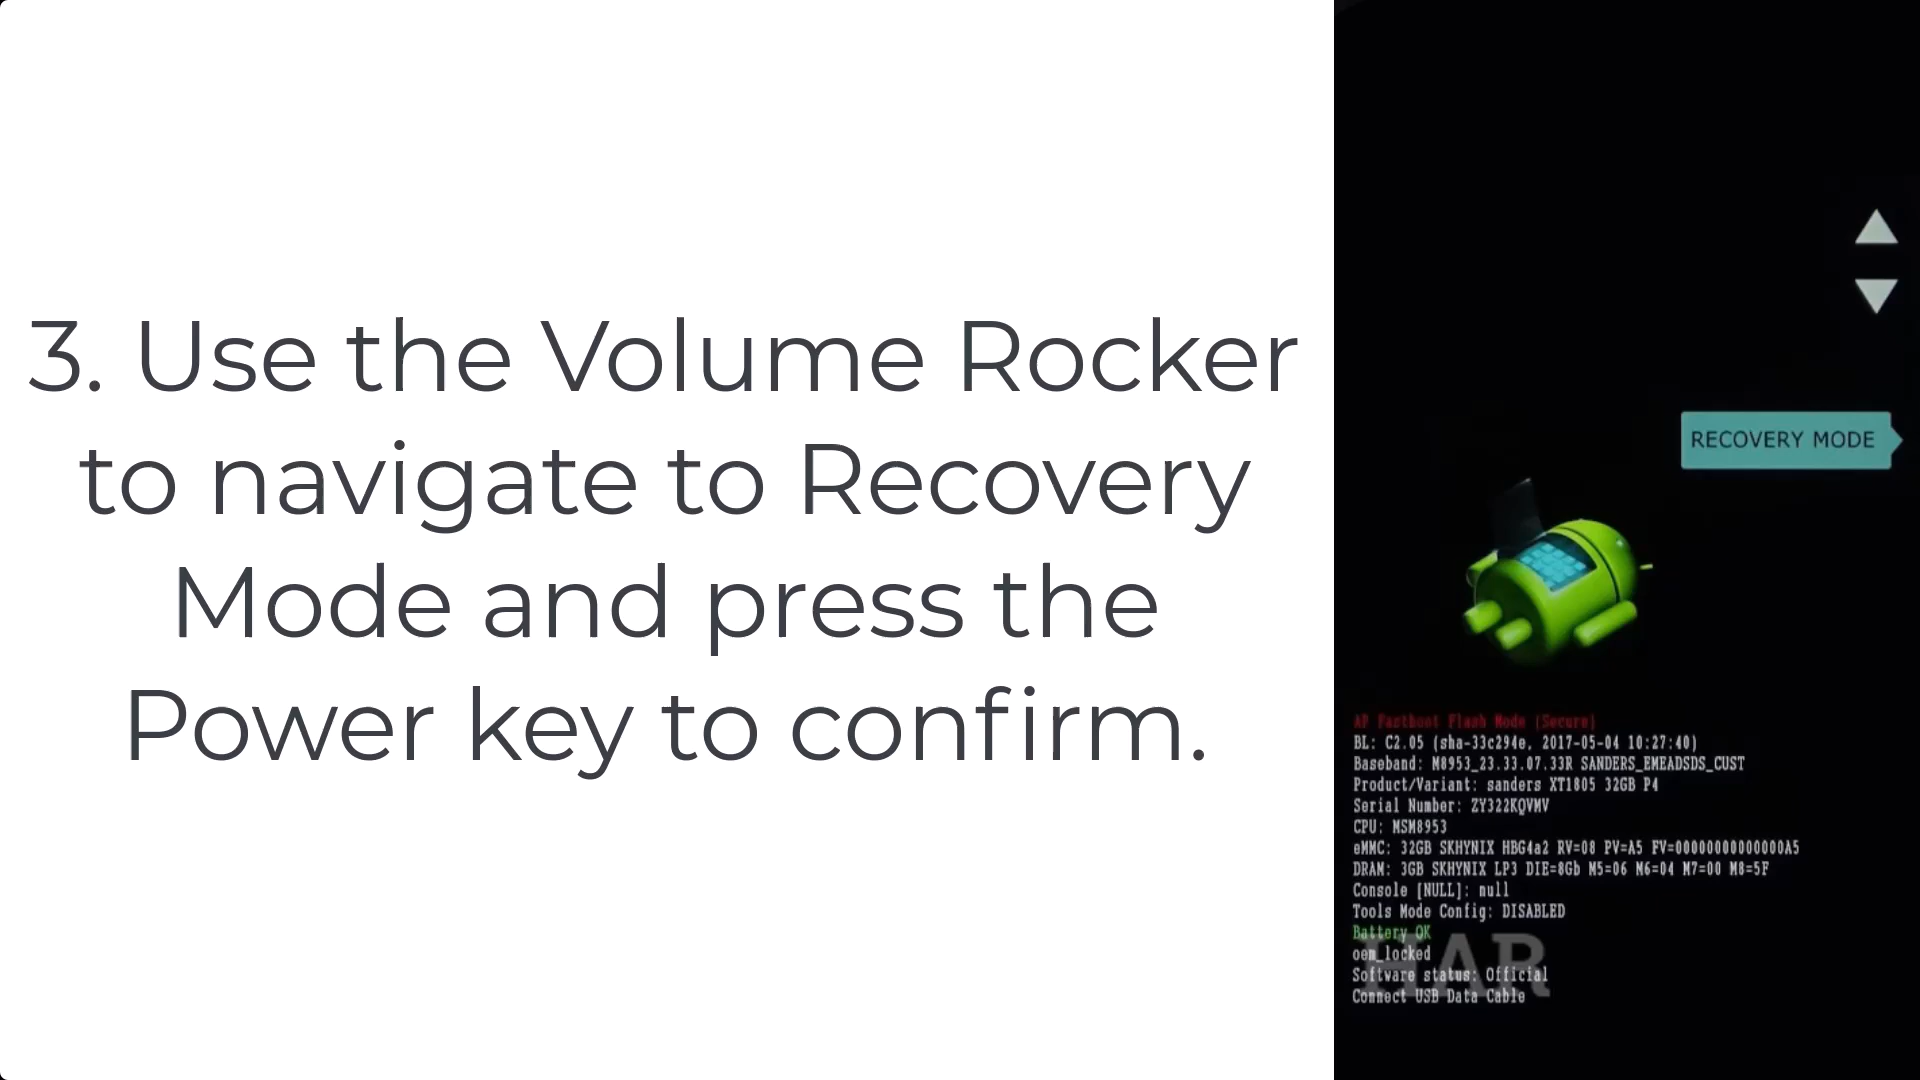 3. Use the Volume Rocker
to navigate to Recovery
Mode and press the
Power key to confirm.
RECOVERY MODE
AP Fastboot Flash Mode (Secure)
BL: C2.05 (sha-33c294e, 2017-05-04 10:27:40)
Baseband: M8953_23.33.07.33R SANDERS_EMEADSDS_CUST
Product/Variant: sanders XT1805 32GB P4
Serial Number: ZY322KQVMV
CPU: MSM8953
eMMC: 32GB SKHYNIX HBG4a2 RV=08 PV=A5 FV=00000000000000A5
DRAM: 3GB SKHYNIX LP3 DIE=8Gb M5=06 M6=04 M7=00 M8=5F
Console [NULL]: null
Tools Mode Config: DISABLED
Battery OK
oem_locked
Software status: Official
Connect USB Data Cable
HAR